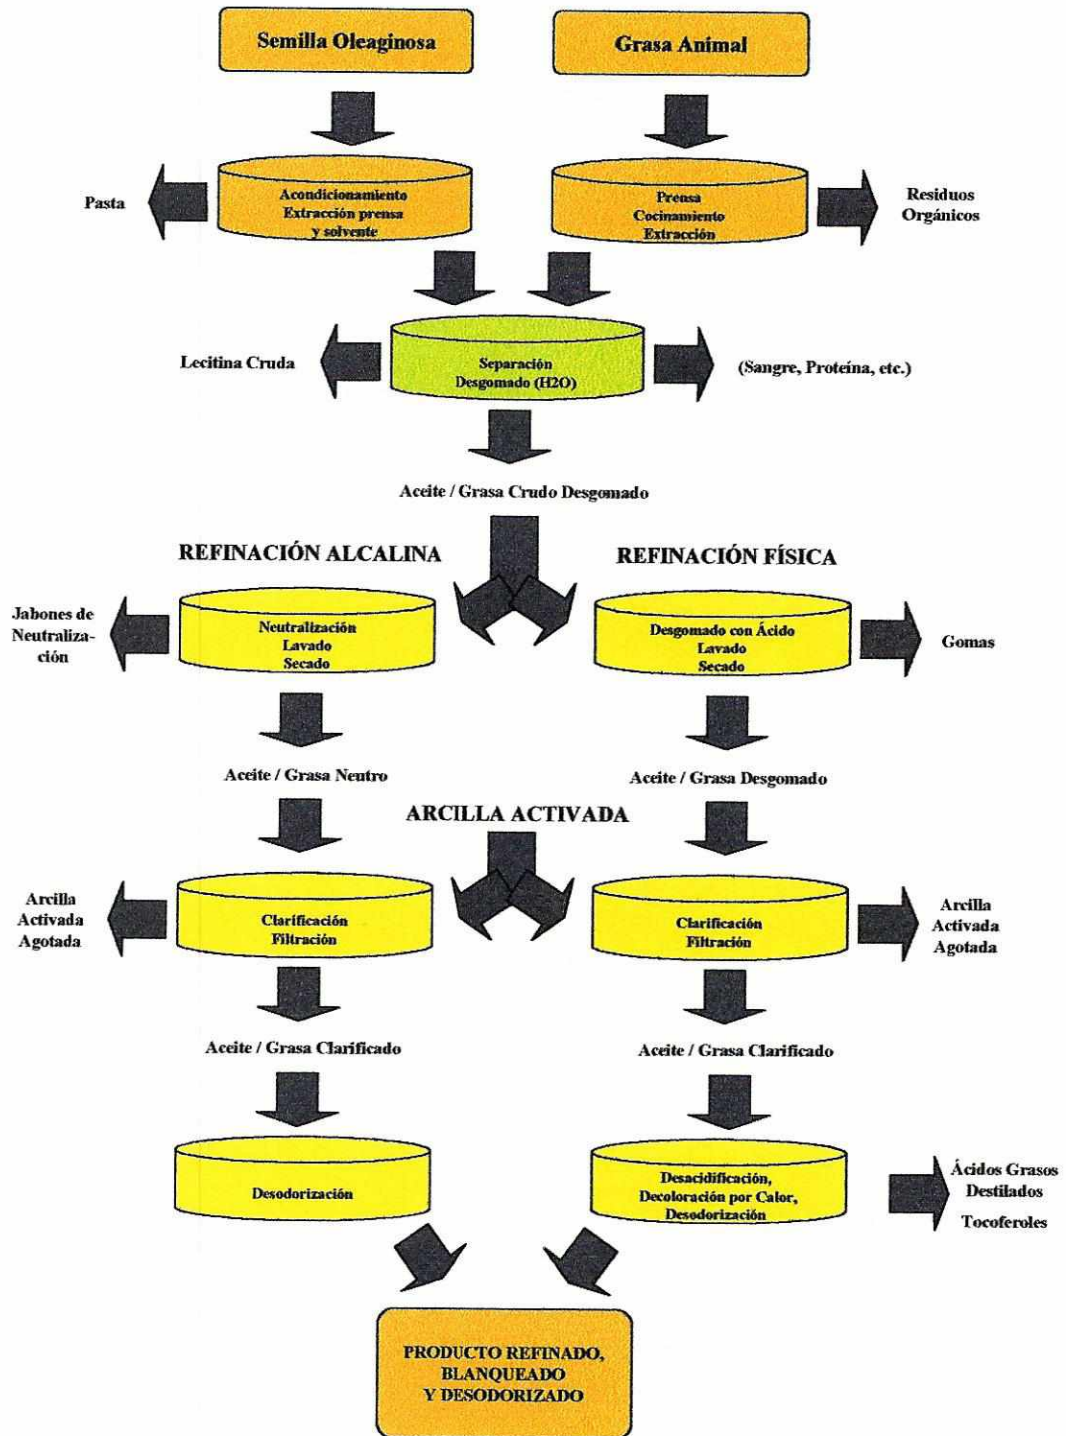 Semilla Oleaginosa
Grasa Animal
Pasta
Acondicionamiento
Extracción prensa
y solvente
Prensa
Cocinamiento
Extracción
Residuos
Orgánicos
Lecitina Cruda
Separación
Desgomado (H2O)
(Sangre, Proteína, etc.)
Aceite / Grasa Crudo Desgomado
REFINACIÓN ALCALINA
REFINACIÓN FÍSICA
Jabones de
Neutraliza-
ción
Neutralización
Lavado
Secado
Desgomado con Ácido
Lavado
Secado
Gomas
Aceite / Grasa Neutro
Aceite / Grasa Desgomado
ARCILLA ACTIVADA
Arcilla
Activada
Agotada
Clarificación
Filtración
Clarificación
Filtración
Arcilla
Activada
Agotada
Aceite / Grasa Clarificado
Aceite / Grasa Clarificado
Desodorización
Desacidificación,
Decoloración por Calor,
Desodorización
Ácidos Grasos
Destilados
Tocoferoles
PRODUCTO REFINADO,
BLANQUEADO
Y DESODORIZADO